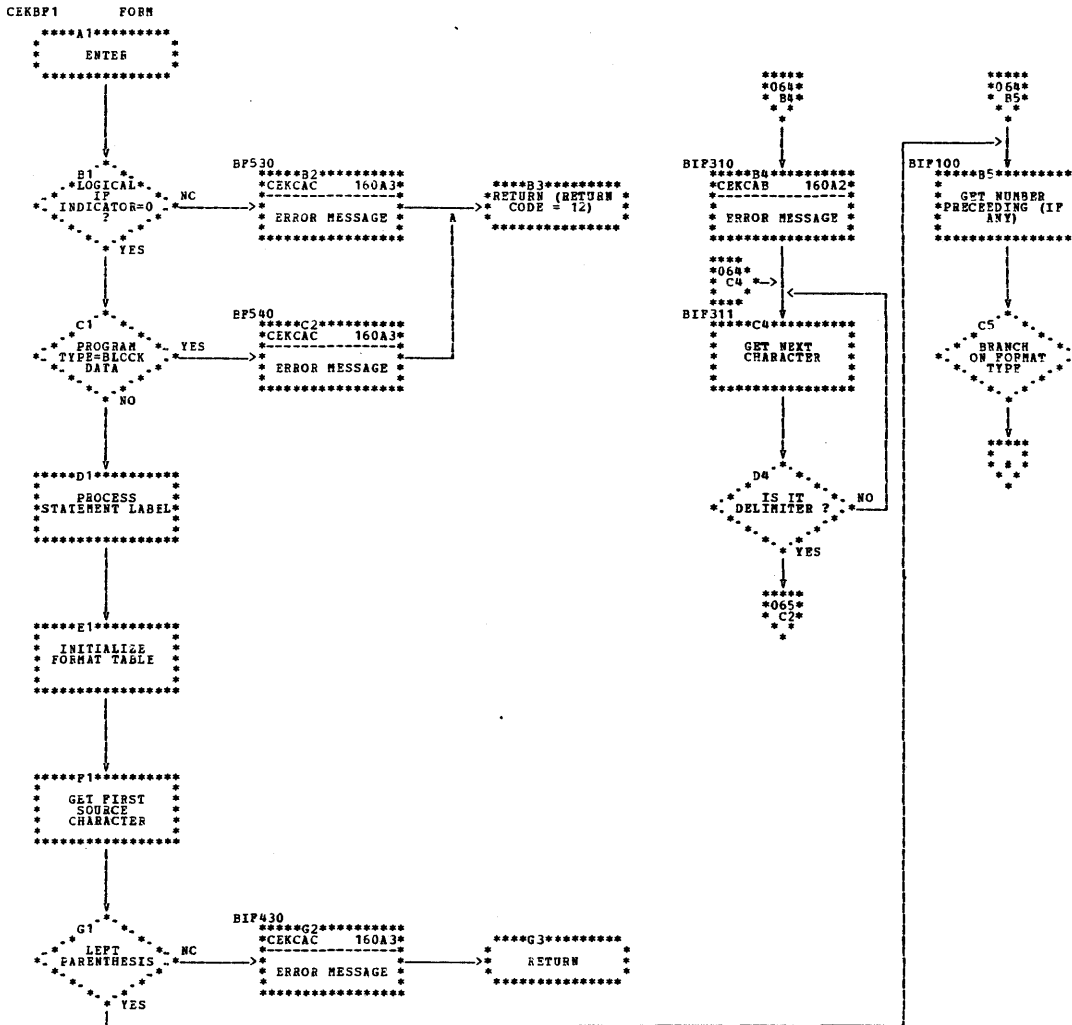 CEKBF1 FORM
A1
ENTER
B1
LOGICAL
IF
INDICATOR=0
?
NC
YES
BF530
B2
CEKCAC 160A3
ERROR MESSAGE
A
B3
RETURN (RETURN
CODE = 12)
C1
PROGRAM
TYPE=BLCCK
DATA
YES
NO
BF540
C2
CEKCAC 160A3
ERROR MESSAGE
D1
PROCESS
STATEMENT LABEL
E1
INITIALIZE
FORMAT TABLE
F1
GET FIRST
SOURCE
CHARACTER
G1
LEFT
PARENTHESIS
NC
YES
BIF430
G2
CEKCAC 160A3
ERROR MESSAGE
G3
RETURN
064
B4
BIF310
B4
CEKCAB 160A2
ERROR MESSAGE
064
C4
BIF311
C4
GET NEXT
CHARACTER
D4
IS IT
DELIMITER ?
NO
YES
065
C2
064
B5
BIF100
B5
GET NUMBER
PRECEEDING (IF
ANY)
C5
BRANCH
ON FORMAT
TYPE